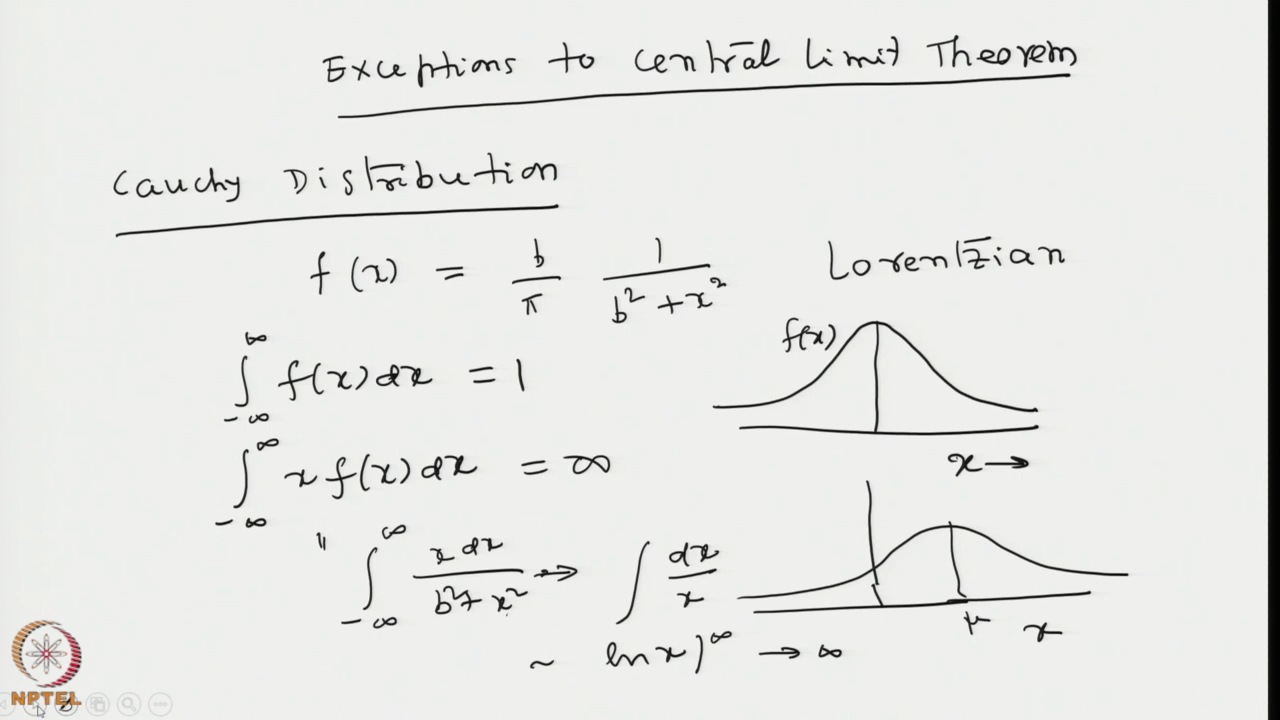 Exceptions to central Limit Theorem
Cauchy Distribution
f(x) = b/π 1/(b² + x²)
Lorentzian
f(x)
∫_{-∞}^{∞} f(x) dx = 1
x →
∫_{-∞}^{∞} x f(x) dx = ∞
" ∫_{-∞}^{∞} x dx/(b² + x²) → ∫ dx/x
μ x
~ ln x)^∞ → ∞
NPTEL